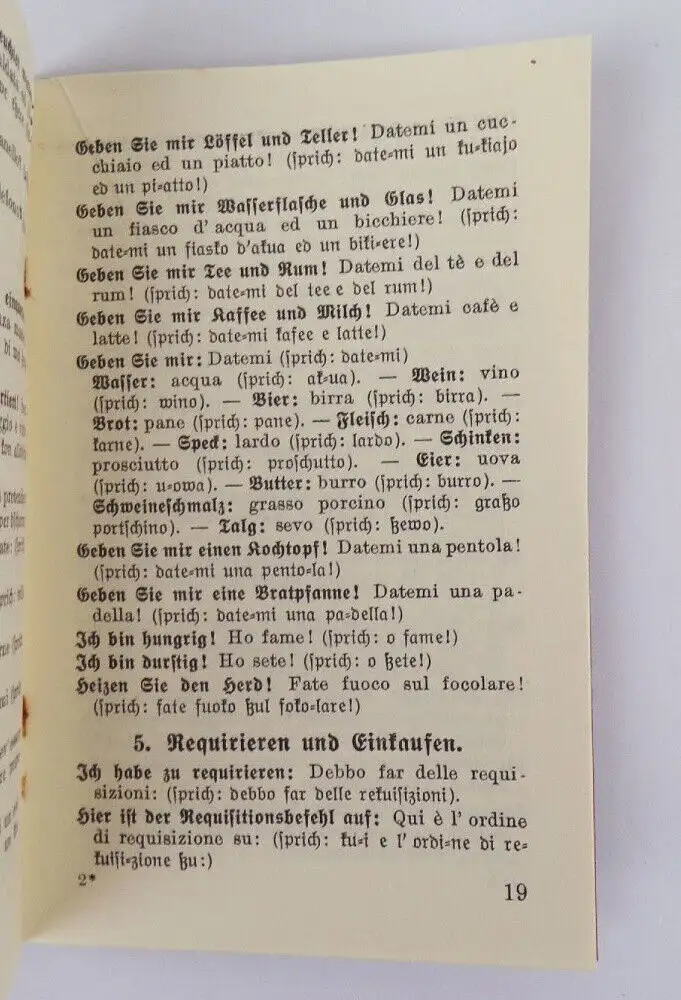 Geben Sie mir Löffel und Teller! Datemi un cuc-
chiaio ed un piatto! (sprich: date-mi un ku-kiajo
ed un pi-atto!)
Geben Sie mir Wasserflasche und Glas! Datemi
un fiasco d'acqua ed un bicchiere! (sprich:
date-mi un fiasko d'akua ed un biki-ere!)
Geben Sie mir Tee und Rum! Datemi del tè e del
rum! (sprich: date-mi del tee e del rum!)
Geben Sie mir Kaffee und Milch! Datemi cafè e
latte! (sprich: date-mi kafee e latte!)
Geben Sie mir: Datemi (sprich: date-mi)
Wasser: acqua (sprich: ak-ua). — Wein: vino
(sprich: wino). — Bier: birra (sprich: birra). —
Brot: pane (sprich: pane). — Fleisch: carne (sprich:
karne). — Speck: lardo (sprich: lardo). — Schinken:
prosciutto (sprich: proschutto). — Eier: uova
(sprich: u-owa). — Butter: burro (sprich: burro). —
Schweineschmalz: grasso porcino (sprich: graßo
portschino). — Talg: sevo (sprich: ßewo).
Geben Sie mir einen Kochtopf! Datemi una pentola!
(sprich: date-mi una pento-la!)
Geben Sie mir eine Bratpfanne! Datemi una pa-
della! (sprich: date-mi una pa-della!)
Ich bin hungrig! Ho fame! (sprich: o fame!)
Ich bin durstig! Ho sete! (sprich: o ßete!)
Heizen Sie den Herd! Fate fuoco sul focolare!
(sprich: fate fuoko ßul foko-lare!)
5. Requirieren und Einkaufen.
Ich habe zu requirieren: Debbo far delle requi-
sizioni: (sprich: debbo far delle rekuisizioni).
Hier ist der Requisitionsbefehl auf: Qui è l'ordine
di requisizione su: (sprich: ku-i e l'ordi-ne di re-
kuisi-zione ßu:)
2*
19